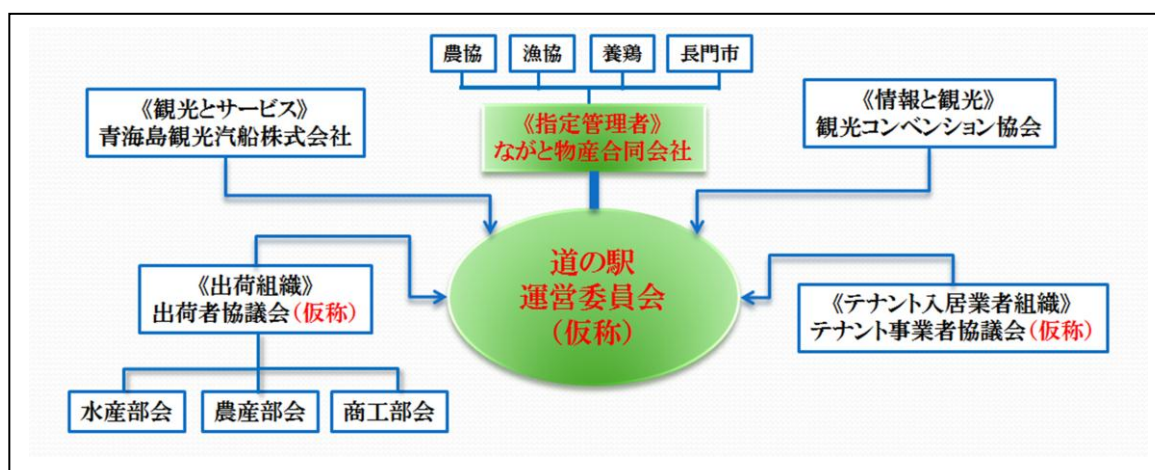 農協
漁協
養鶏
長門市
《観光とサービス》
青海島観光汽船株式会社
《指定管理者》
ながと物産合同会社
《情報と観光》
観光コンベンション協会
道の駅
運営委員会
(仮称)
《出荷組織》
出荷者協議会(仮称)
《テナント入居業者組織》
テナント事業者協議会(仮称)
水産部会
農産部会
商工部会